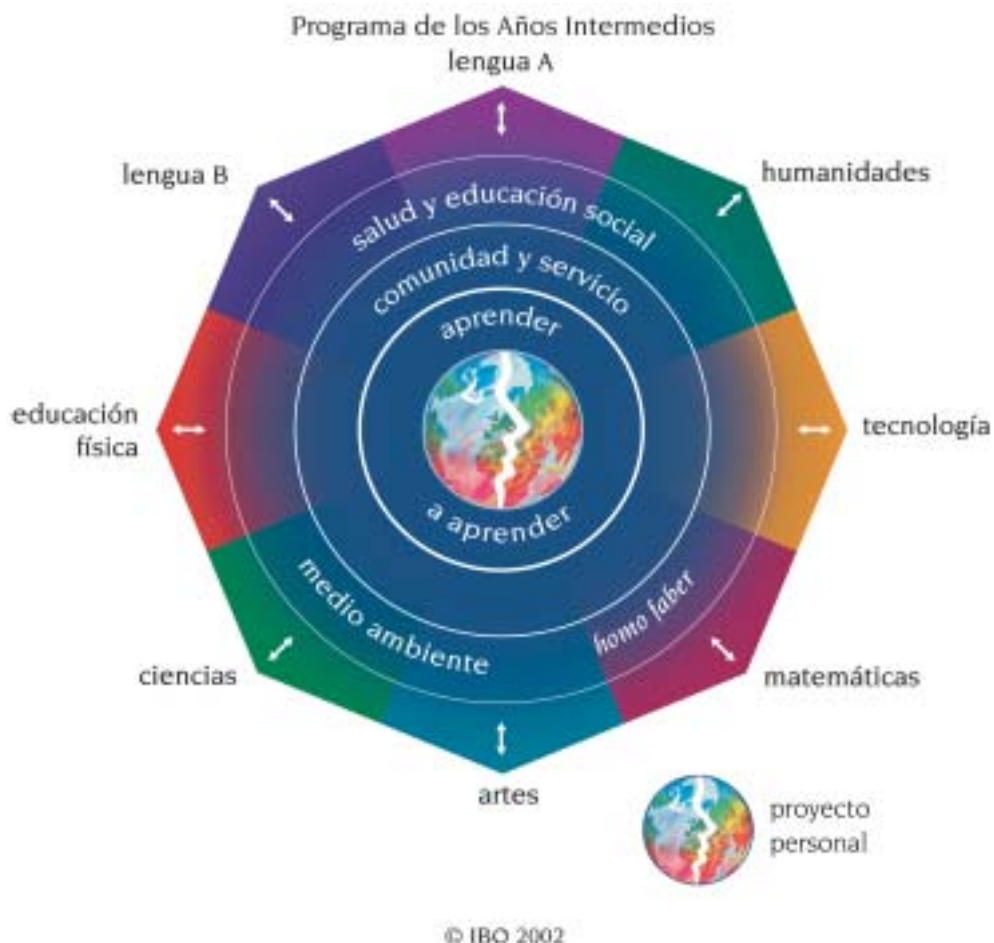 Programa de los Años Intermedios
lengua A
lengua B
humanidades
salud y educación social
comunidad y servicio
aprender
educación
física
tecnología
a aprender
medio ambiente
homo faber
ciencias
matemáticas
artes
proyecto
personal
© IBO 2002